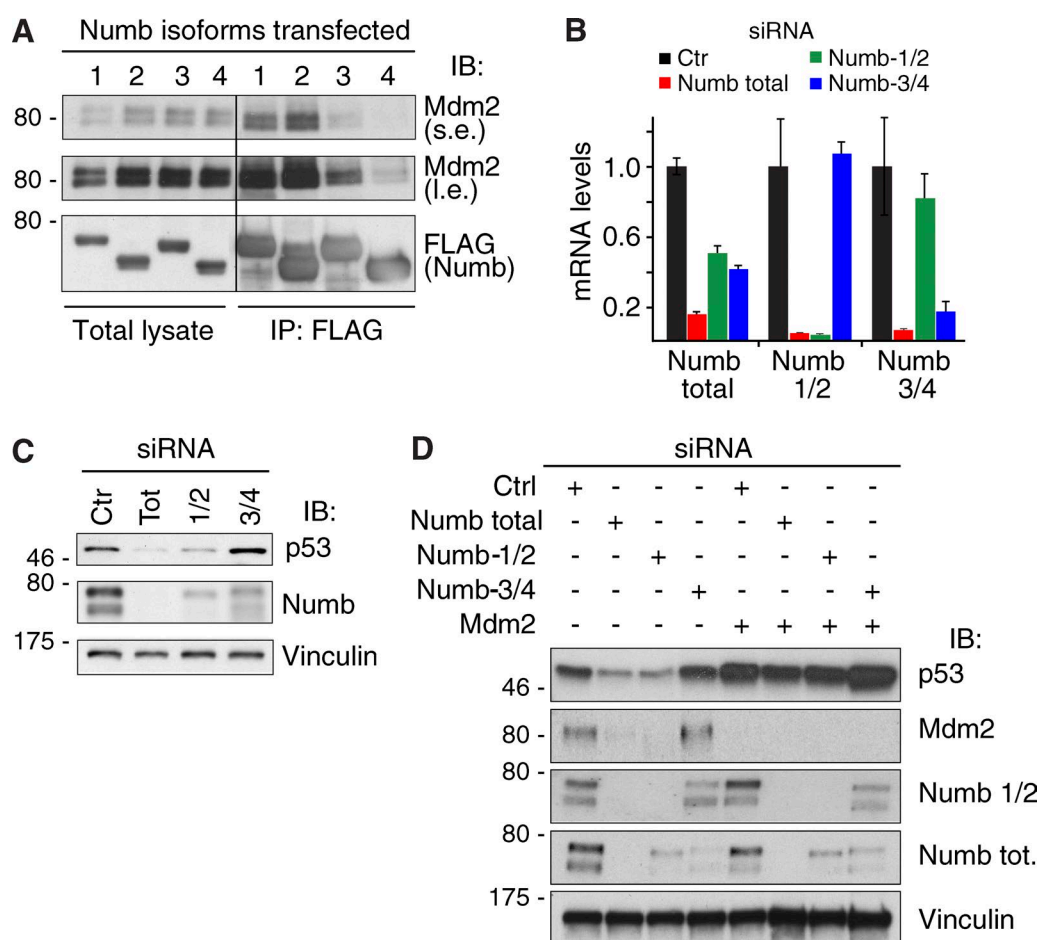 A
Numb isoforms transfected
1 2 3 4 1 2 3 4 IB:
80 - Mdm2
(s.e.)
80 - Mdm2
(l.e.)
80 -
FLAG
(Numb)
Total lysate IP: FLAG
B
siRNA
Ctr Numb-1/2
Numb total Numb-3/4
mRNA levels
1.0
0.6
0.2
Numb total
Numb 1/2
Numb 3/4
C
siRNA
Ctr Tot 1/2 3/4 IB:
46 - p53
80 - Numb
175 - Vinculin
D
siRNA
Ctrl + - - - + - - -
Numb total - + - - - + - -
Numb-1/2 - - + - - - + -
Numb-3/4 - - - + - - - +
Mdm2 - - - - + + + +
IB:
46 - p53
80 - Mdm2
80 - Numb 1/2
80 - Numb tot.
175 - Vinculin